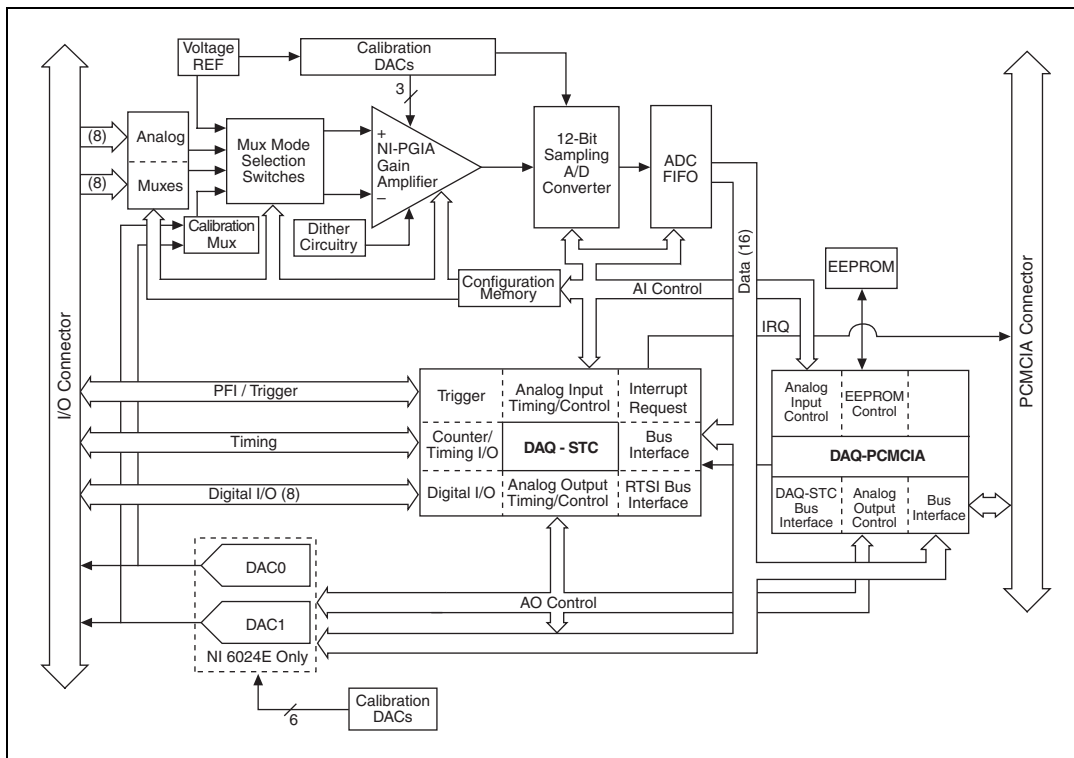 Voltage
REF
Calibration
DACs
3
(8)
Analog
(8)
Muxes
Mux Mode
Selection
Switches
+
NI-PGIA
Gain
Amplifier
–
12-Bit
Sampling
A/D
Converter
ADC
FIFO
Calibration
Mux
Dither
Circuitry
Configuration
Memory
AI Control
Data (16)
EEPROM
IRQ
I/O Connector
PCMCIA Connector
PFI / Trigger
Timing
Digital I/O (8)
Trigger
Analog Input
Timing/Control
Interrupt
Request
Counter/
Timing I/O
DAQ - STC
Bus
Interface
Digital I/O
Analog Output
Timing/Control
RTSI Bus
Interface
Analog
Input
Control
EEPROM
Control
DAQ-PCMCIA
DAQ-STC
Bus
Interface
Analog
Output
Control
Bus
Interface
DAC0
DAC1
NI 6024E Only
AO Control
6
Calibration
DACs